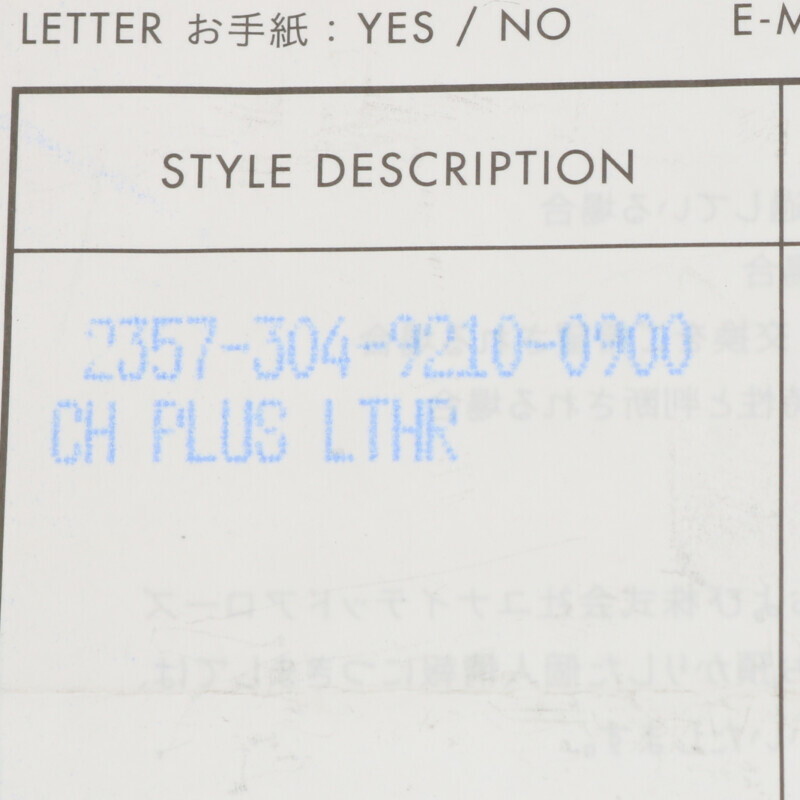 LETTER お手紙 : YES / NO
E-M
STYLE DESCRIPTION
2357-304-9210-0900
CH PLUS LTHR